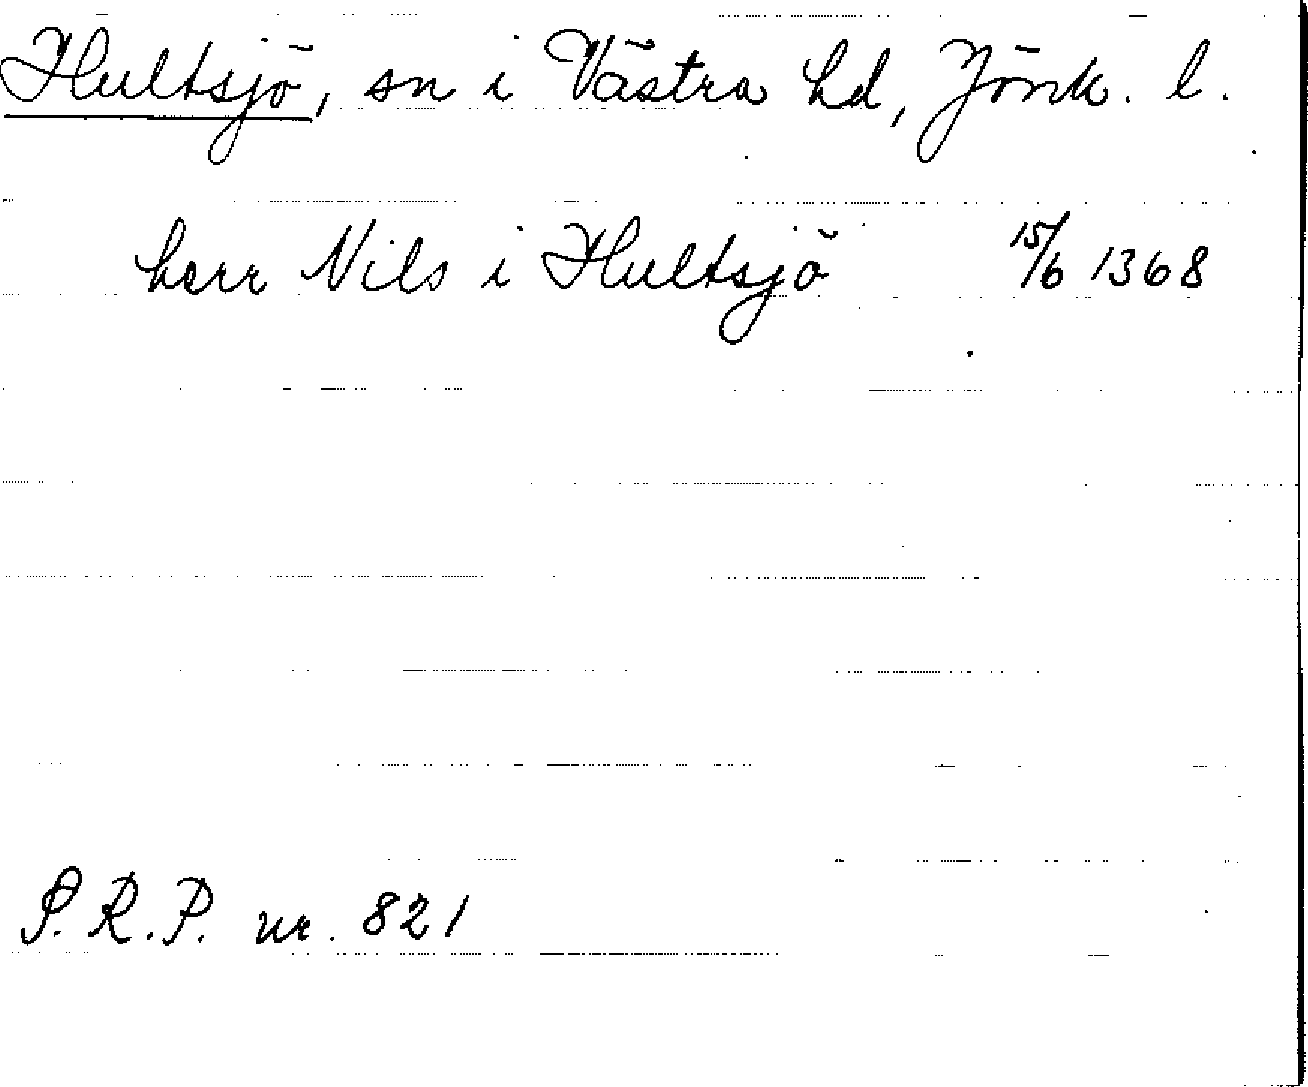 Hultsjö, sn i Västra hd, Jönk. l.
herr Nils i Hultsjö 15/6 1368
S.R.P. nr. 821